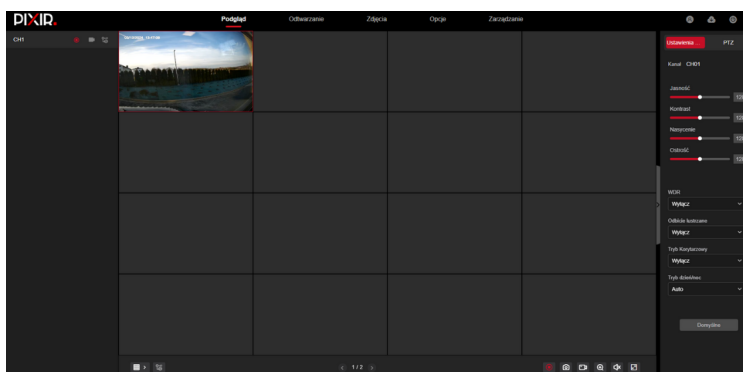 PIXIR.
Podgląd
Odtwarzanie
Zdjęcia
Opcje
Zarządzanie
CH1
Ustawienia...
PTZ
Kanał CH01
Jasność
Kontrast
Nasycenie
Ostrość
WDR
Wyłącz
Odbicie lustrzane
Wyłącz
Tryb Korytarzowy
Wyłącz
Tryb dzień/noc
Auto
Domyślne
1 / 2